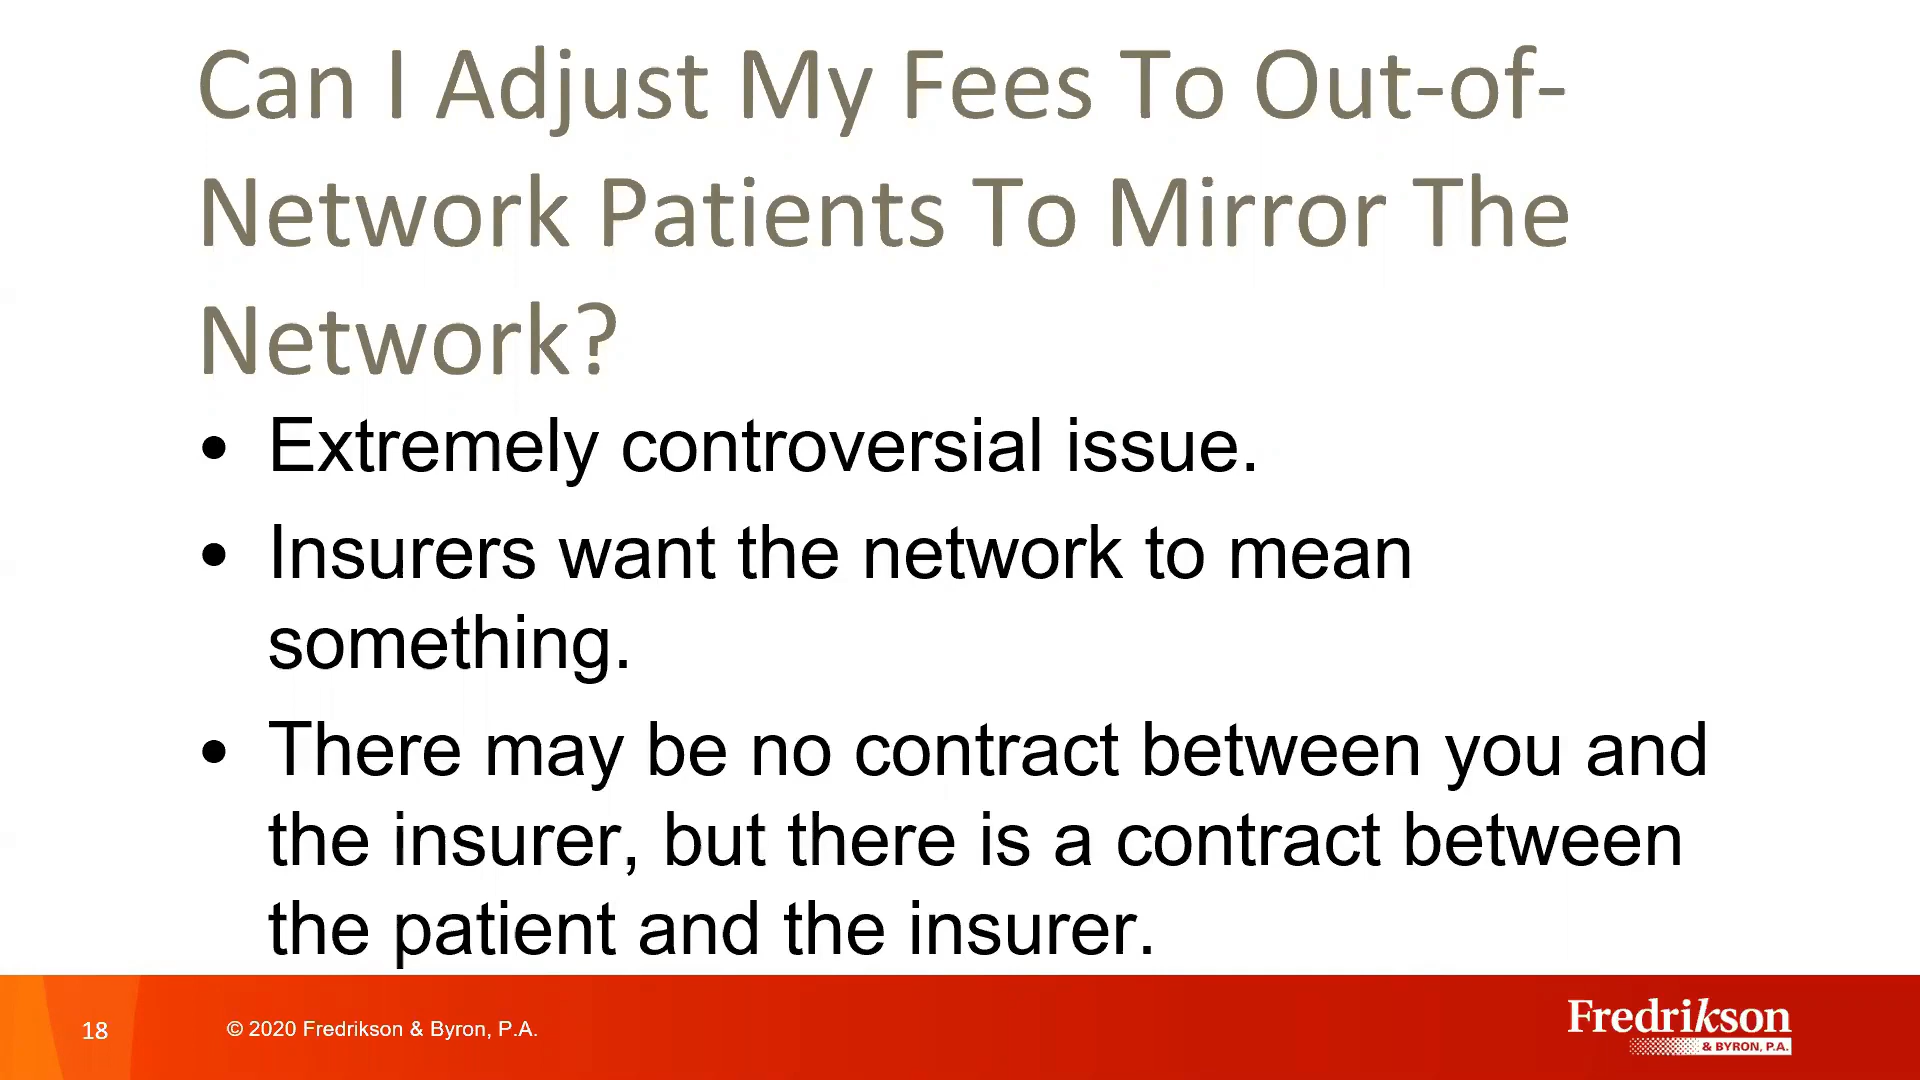 Can I Adjust My Fees To Out-of-
Network Patients To Mirror The
Network?
• Extremely controversial issue.
• Insurers want the network to mean
something.
• There may be no contract between you and
the insurer, but there is a contract between
the patient and the insurer.
18
© 2020 Fredrikson & Byron, P.A.
Fredrikson
& BYRON, P.A.